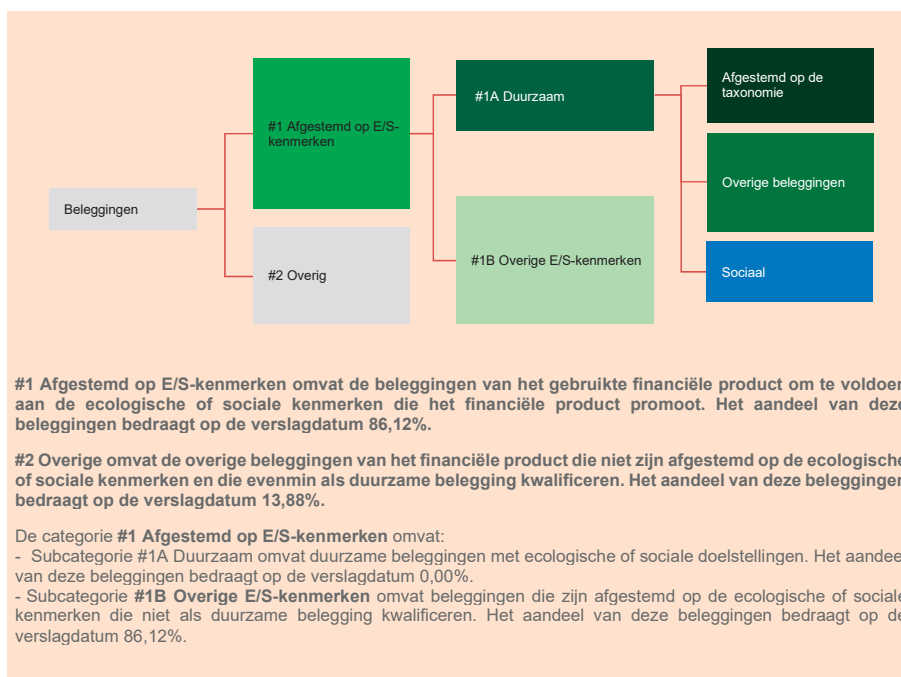 Afgestemd op de
taxonomie
#1A Duurzaam
#1 Afgestemd op E/S-
kenmerken
Overige beleggingen
Beleggingen
#1B Overige E/S-kenmerken
#2 Overig
Sociaal
#1 Afgestemd op E/S-kenmerken omvat de beleggingen van het gebruikte financiële product om te voldoen
aan de ecologische of sociale kenmerken die het financiële product promoot. Het aandeel van deze
beleggingen bedraagt op de verslagdatum 86,12%.
#2 Overige omvat de overige beleggingen van het financiële product die niet zijn afgestemd op de ecologische
of sociale kenmerken en die evenmin als duurzame belegging kwalificeren. Het aandeel van deze beleggingen
bedraagt op de verslagdatum 13,88%.
De categorie #1 Afgestemd op E/S-kenmerken omvat:
- Subcategorie #1A Duurzaam omvat duurzame beleggingen met ecologische of sociale doelstellingen. Het aandeel
van deze beleggingen bedraagt op de verslagdatum 0,00%.
- Subcategorie #1B Overige E/S-kenmerken omvat beleggingen die zijn afgestemd op de ecologische of sociale
kenmerken die niet als duurzame belegging kwalificeren. Het aandeel van deze beleggingen bedraagt op de
verslagdatum 86,12%.